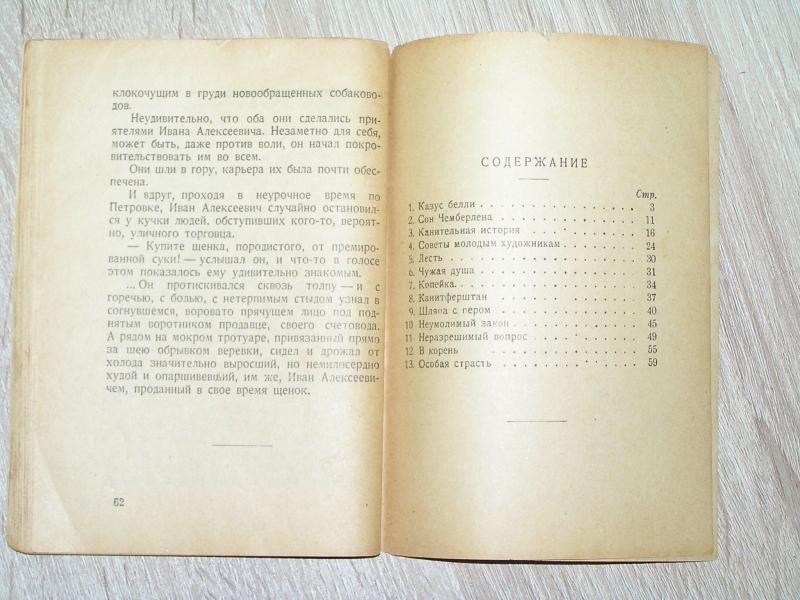 клокочущим в груди новообращенных собаково-
дов.
Неудивительно, что оба они сделались при-
ятелями Ивана Алексеевича. Незаметно для себя,
может быть, даже против воли, он начал покро-
вительствовать им во всем.
Они шли в гору, карьера их была почти обес-
печена.
И вдруг, проходя в неурочное время по
Петровке, Иван Алексеевич случайно остановил-
ся у кучки людей, обступивших кого-то, вероят-
но, уличного торговца.
— Купите щенка, породистого, от премиро-
ванной суки! — услышал он, и что-то в голосе
этом показалось ему удивительно знакомым.
... Он протискивался сквозь толпу — и с
горечью, с болью, с нетерпимым стыдом узнал в
согнувшемся, воровато прячущем лицо под под-
нятым воротником продавце, своего счетовода.
А рядом на мокром тротуаре, привязанный прямо
за шею обрывком веревки, сидел и дрожал от
холода значительно выросший, но немилосердно
худой и опаршивевший, им же, Иван Алексееви-
чем, проданный в свое время щенок.
62
СОДЕРЖАНИЕ
Стр.
1. Казус белли . . . . . . . . . . . . . 3
2. Сон Чемберлена . . . . . . . . . . . 11
3. Канительная история . . . . . . . . . 16
4. Советы молодым художникам . . . . . . 24
5. Лесть . . . . . . . . . . . . . . . . 30
6. Чужая душа . . . . . . . . . . . . . 31
7. Копейка. . . . . . . . . . . . . . . 34
8. Канитферштан . . . . . . . . . . . . 37
9. Шляпа с пером . . . . . . . . . . . . 40
10 Неумолимый закон . . . . . . . . . . 45
11 Неразрешимый вопрос . . . . . . . . . 49
12. В корень . . . . . . . . . . . . . . 55
13. Особая страсть . . . . . . . . . . . 59